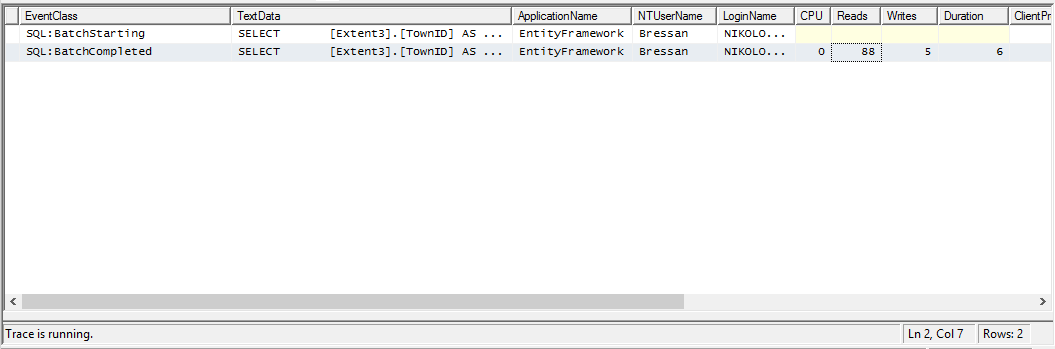 EventClass TextData ApplicationName NTUserName LoginName CPU Reads Writes Duration ClientPr
SQL:BatchStarting SELECT [Extent3].[TownID] AS ... EntityFramework Bressan NIKOLO...
SQL:BatchCompleted SELECT [Extent3].[TownID] AS ... EntityFramework Bressan NIKOLO... 0 88 5 6
Trace is running. Ln 2, Col 7 Rows: 2